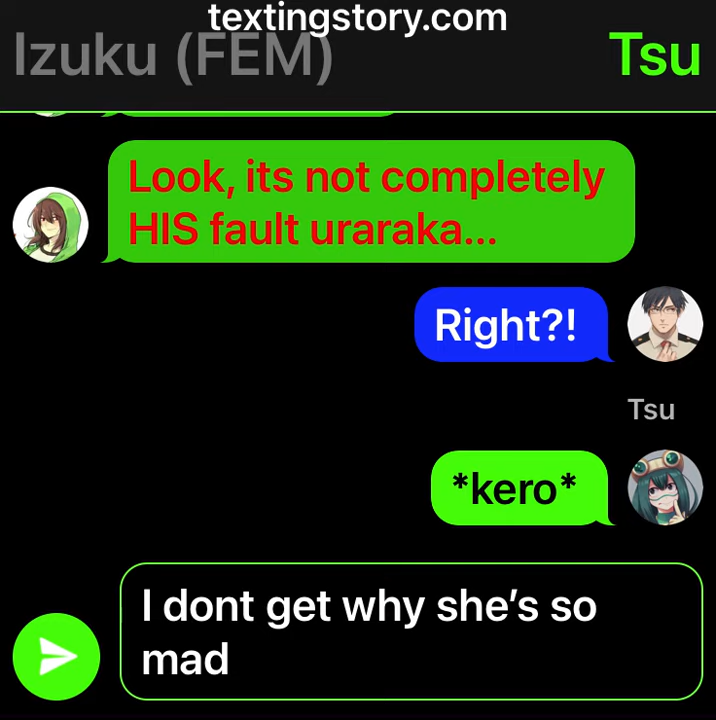 textingstory.com
Izuku (FEM)
Tsu
Look, its not completely
HIS fault uraraka...
Right?!
Tsu
*kero*
I dont get why she’s so
mad